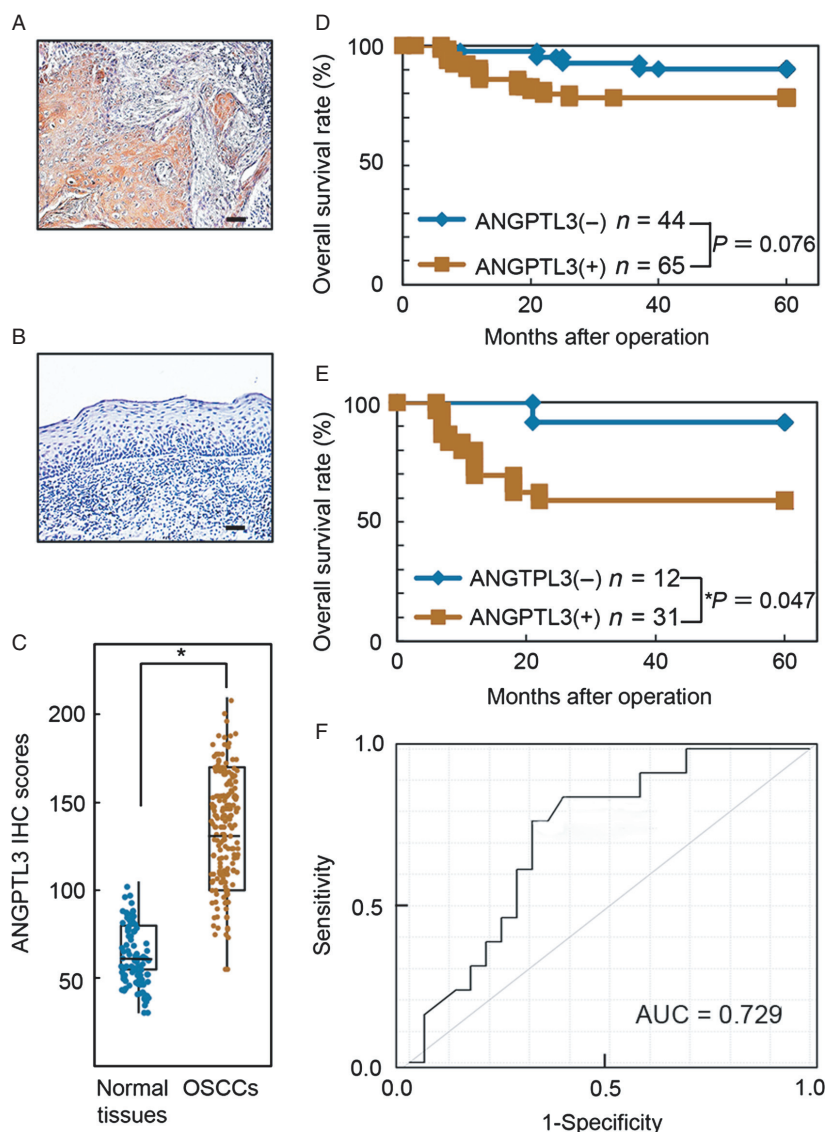 A
B
C
ANGPTL3 IHC scores
200
150
100
50
*
Normal
tissues
OSCCs
D
Overall survival rate (%)
100
50
0
ANGPTL3(−) n = 44
ANGPTL3(+) n = 65
P = 0.076
0
20
40
60
Months after operation
E
Overall survival rate (%)
100
50
0
ANGTPL3(−) n = 12
ANGPTL3(+) n = 31
*P = 0.047
0
20
40
60
Months after operation
F
Sensitivity
1.0
0.5
0.0
AUC = 0.729
0.0
0.5
1.0
1-Specificity